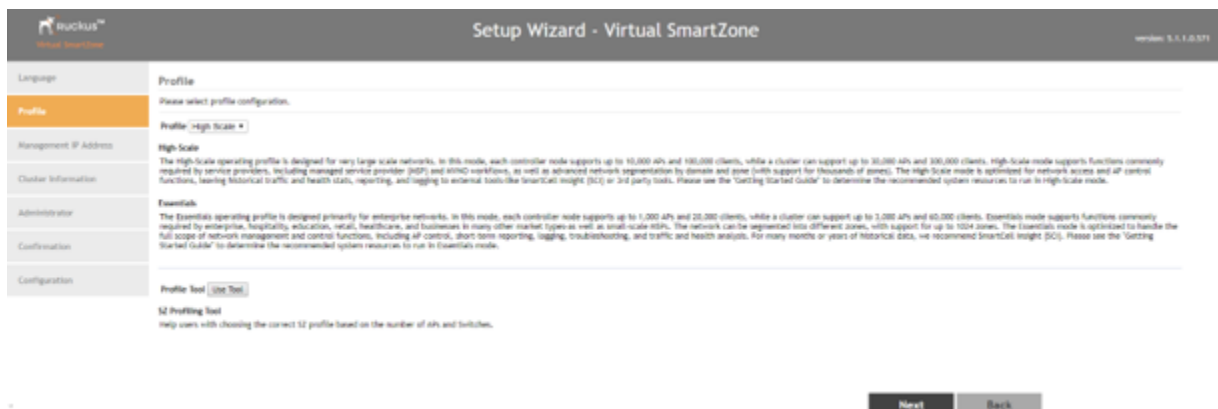 Ruckus™
Virtual SmartZone
Setup Wizard - Virtual SmartZone
version: 5.1.1.0.571
Language
Profile
Management IP Address
Cluster Information
Administrator
Confirmation
Configuration
Profile
Please select profile configuration.
Profile High Scale
High-Scale
The High-Scale operating profile is designed for very large scale networks. In this mode, each controller node supports up to 10,000 APs and 100,000 clients, while a cluster can support up to 30,000 APs and 300,000 clients. High-Scale mode supports functions commonly
required by service providers, including managed service provider (MSP) and MVNO workflows, as well as advanced network segmentation by domain and zone (with support for thousands of zones). The High Scale mode is optimized for network access and AP control
functions, leaving historical traffic and health stats, reporting, and logging to external tools like SmartCell Insight (SCI) or 3rd party tools. Please see the 'Getting Started Guide' to determine the recommended system resources to run in High-Scale mode.
Essentials
The Essentials operating profile is designed primarily for enterprise networks. In this mode, each controller node supports up to 1,000 APs and 20,000 clients, while a cluster can support up to 3,000 APs and 60,000 clients. Essentials mode supports functions commonly
required by enterprise, hospitality, education, retail, healthcare, and businesses in many other market types as well as small-scale MSPs. The network can be segmented into different zones, with support for up to 1024 zones. The Essentials mode is optimized to handle the
full scope of network management and control functions, including AP control, short term reporting, logging, troubleshooting, and traffic and health analysis. For many months or years of historical data, we recommend SmartCell Insight (SCI). Please see the 'Getting
Started Guide' to determine the recommended system resources to run in Essentials mode.
Profile Tool Use Tool
SZ Profiling Tool
Help users with choosing the correct SZ profile based on the number of APs and Switches.
Next Back